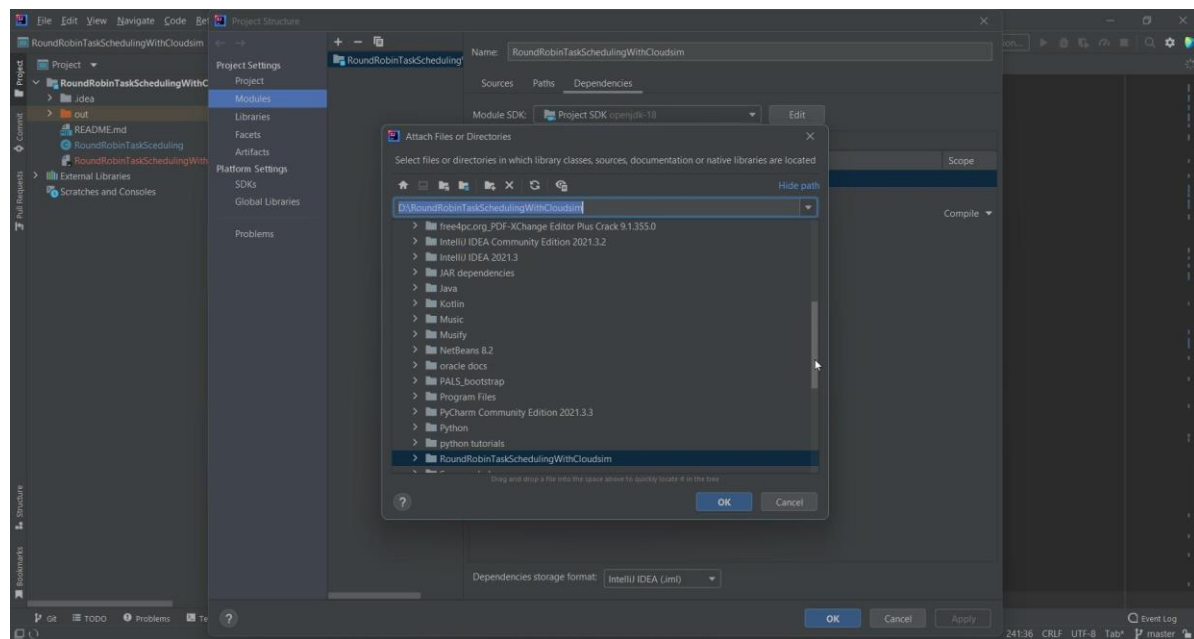 File Edit View Navigate Code Ref Project Structure
RoundRobinTaskSchedulingWithCloudsim
Project
RoundRobinTaskSchedulingWithC
.idea
out
README.md
RoundRobinTaskSceduling
RoundRobinTaskSchedulingWith
External Libraries
Scratches and Consoles
Project
Commit
Pull Requests
Structure
Bookmarks
Project Settings
Project
Modules
Libraries
Facets
Artifacts
Platform Settings
SDKs
Global Libraries
Problems
RoundRobinTaskScheduling
Name: RoundRobinTaskSchedulingWithCloudsim
Sources Paths Dependencies
Module SDK: Project SDK openjdk-18 Edit
Scope
Compile
Attach Files or Directories
Select files or directories in which library classes, sources, documentation or native libraries are located
Hide path
D:\RoundRobinTaskSchedulingWithCloudsim
free4pc.org_PDF-XChange Editor Plus Crack 9.1.355.0
IntelliJ IDEA Community Edition 2021.3.2
IntelliJ IDEA 2021.3
JAR dependencies
Java
Kotlin
Music
Musify
NetBeans 8.2
oracle docs
PALS_bootstrap
Program Files
PyCharm Community Edition 2021.3.3
Python
python tutorials
RoundRobinTaskSchedulingWithCloudsim
Drag and drop a file into the space above to quickly locate it in the tree
? OK Cancel
Dependencies storage format: IntelliJ IDEA (.iml)
? OK Cancel Apply
Git TODO Problems Te
Event Log
241:36 CRLF UTF-8 Tab* master